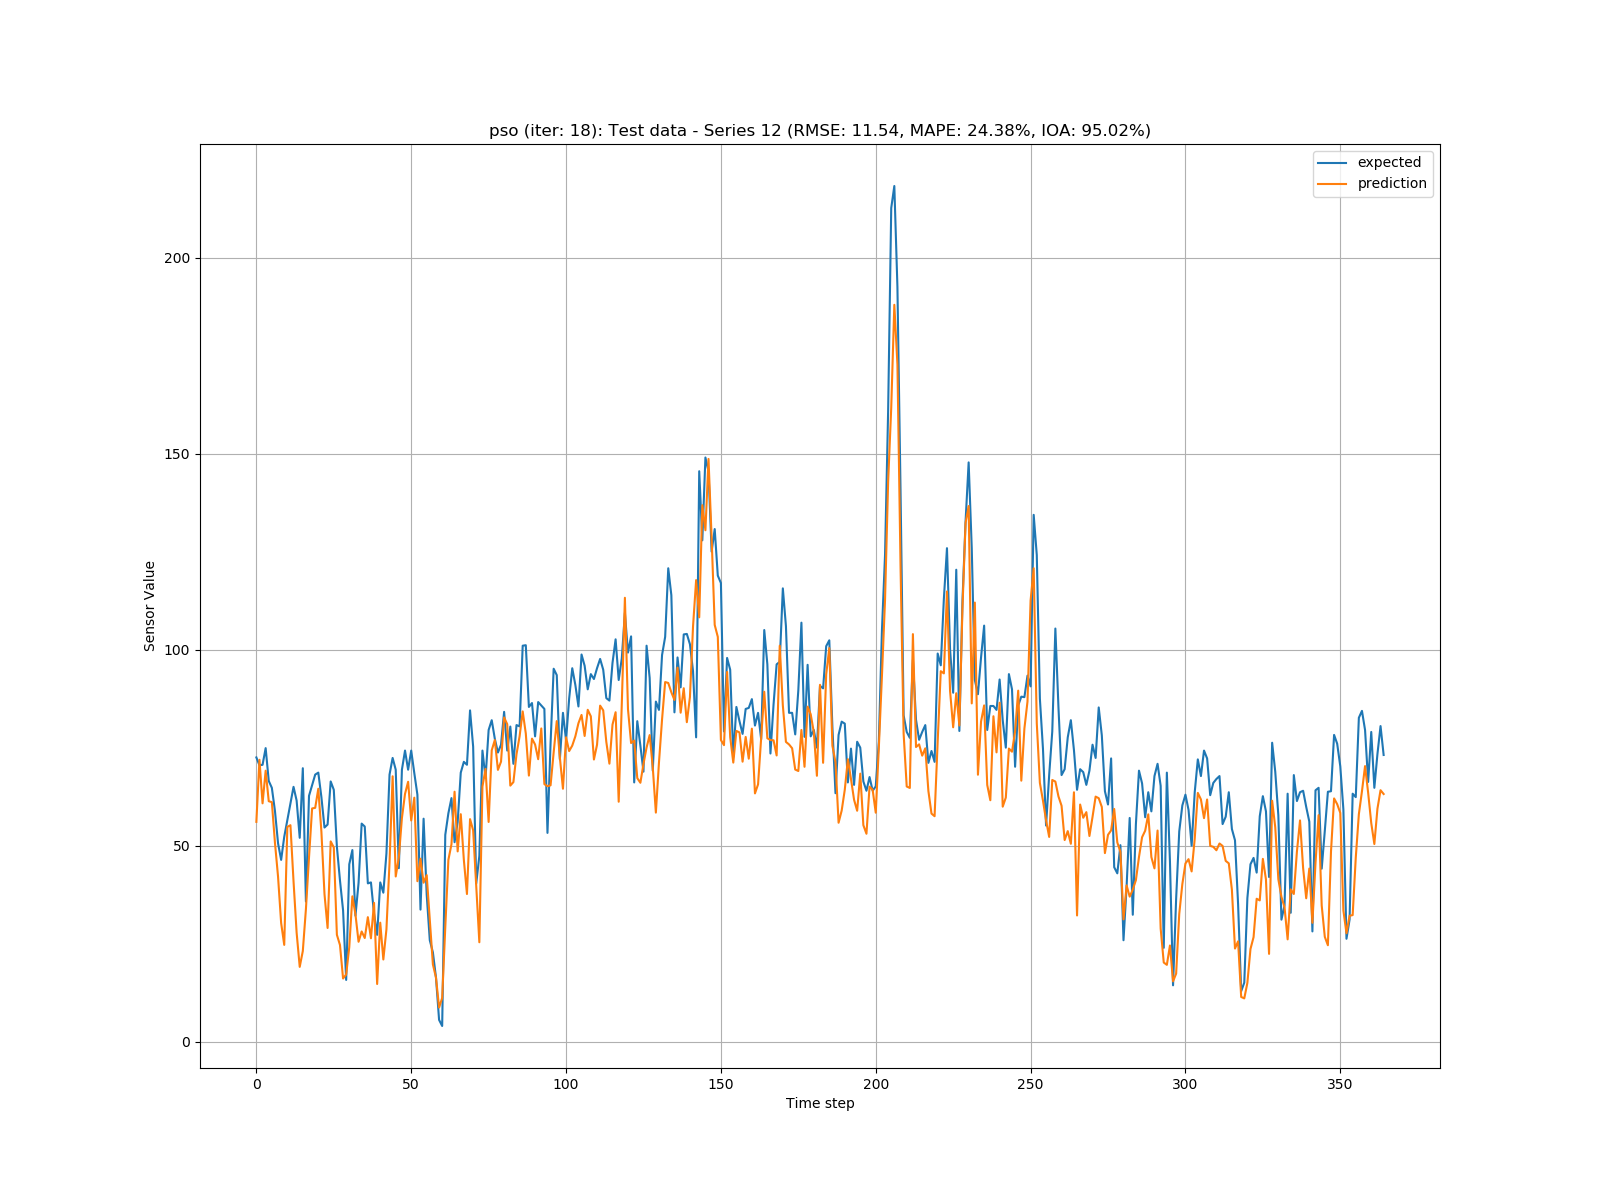 pso (iter: 18): Test data - Series 12 (RMSE: 11.54, MAPE: 24.38%, IOA: 95.02%)
expected
prediction
200
150
100
50
0
Sensor Value
0 50 100 150 200 250 300 350
Time step